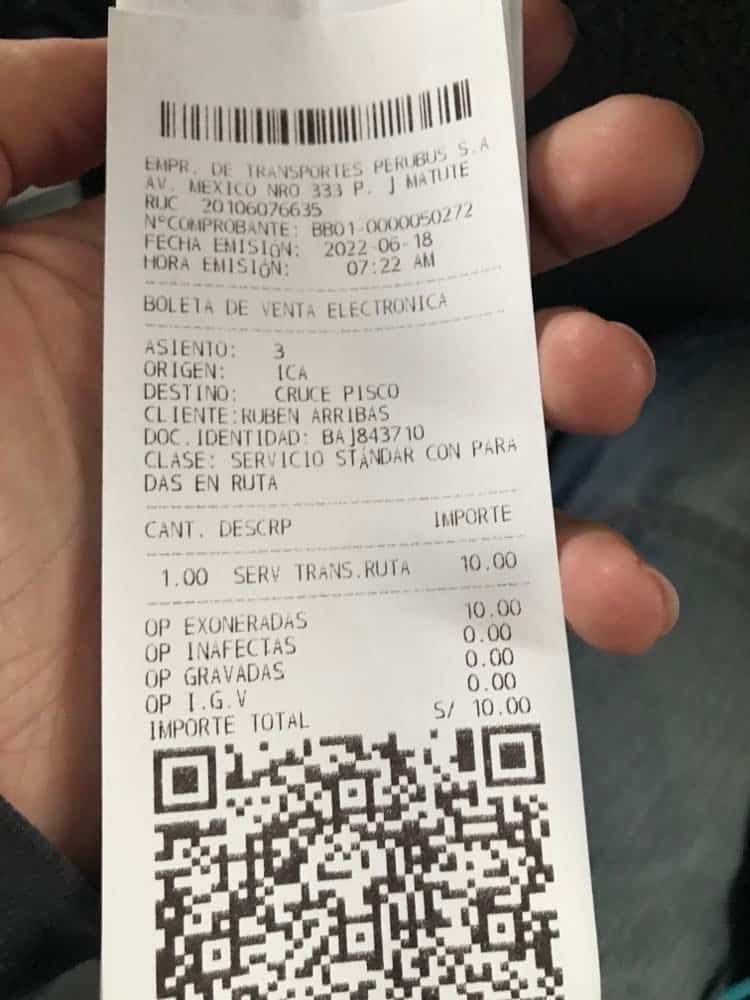 EMPR. DE TRANSPORTES PERUBUS S.A
AV. MEXICO NRO 333 P. J MATUTE
RUC 20106076635
N°COMPROBANTE: BB01-0000050272
FECHA EMISIÓN: 2022-06-18
HORA EMISIÓN: 07:22 AM
BOLETA DE VENTA ELECTRONICA
ASIENTO: 3
ORIGEN: ICA
DESTINO: CRUCE PISCO
CLIENTE:RUBEN ARRIBAS
DOC.IDENTIDAD: BAJ843710
CLASE: SERVICIO STÁNDAR CON PARA
DAS EN RUTA
CANT. DESCRP IMPORTE
1.00 SERV TRANS.RUTA 10.00
OP EXONERADAS 10.00
OP INAFECTAS 0.00
OP GRAVADAS 0.00
OP I.G.V 0.00
IMPORTE TOTAL S/ 10.00